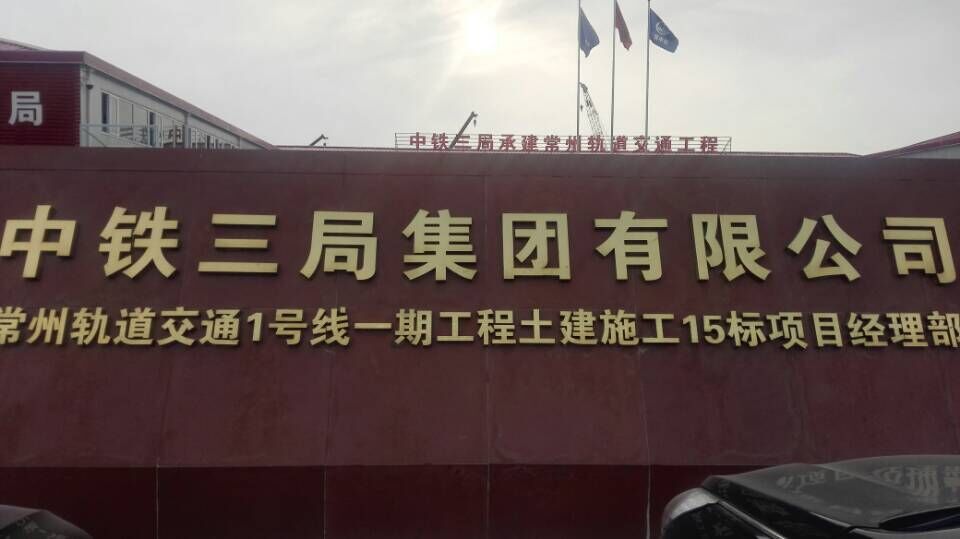 局
中铁三局承建常州轨道交通工程
中铁三局集团有限公司
常州轨道交通1号线一期工程土建施工15标项目经理部